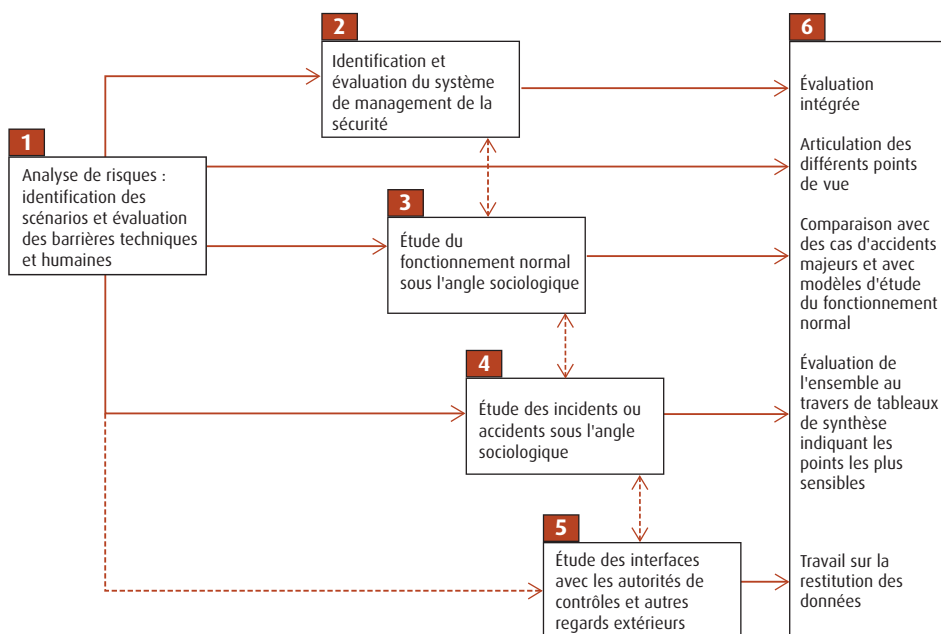 1
Analyse de risques :
identification des
scénarios et évaluation
des barrières techniques
et humaines
2
Identification et
évaluation du système
de management de la
sécurité
3
Étude du
fonctionnement normal
sous l'angle sociologique
4
Étude des incidents ou
accidents sous l'angle
sociologique
5
Étude des interfaces
avec les autorités de
contrôles et autres
regards extérieurs
6
Évaluation
intégrée
Articulation des
différents points
de vue
Comparaison avec
des cas d'accidents
majeurs et avec
modèles d'étude
du fonctionnement
normal
Évaluation de
l'ensemble au
travers de tableaux
de synthèse
indiquant les
points les plus
sensibles
Travail sur la
restitution des
données